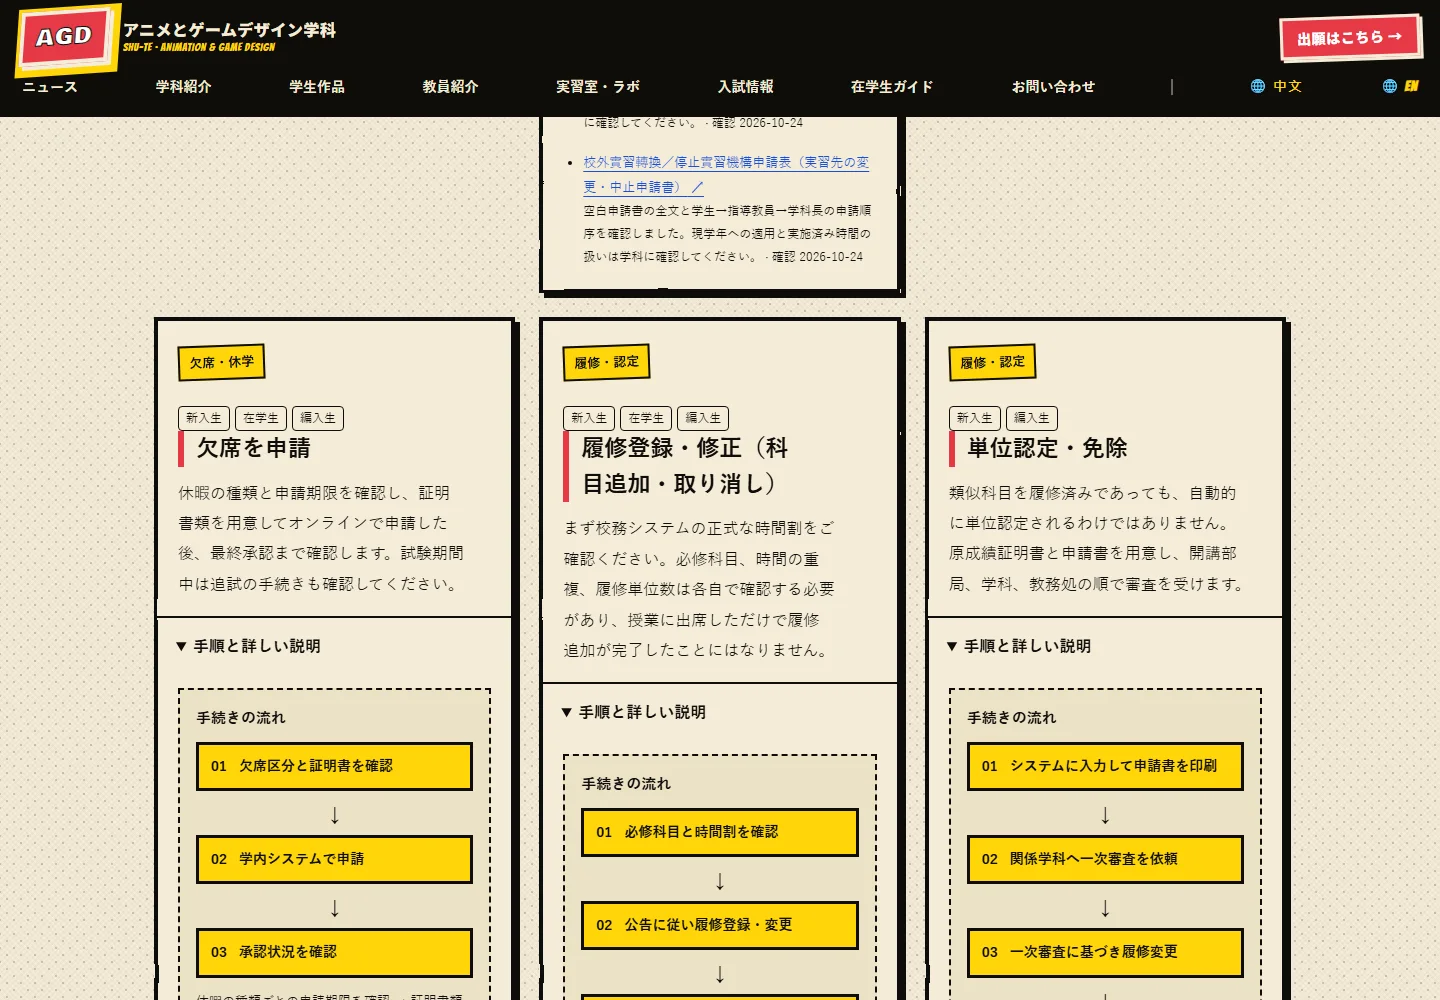 AGD
アニメとゲームデザイン学科
SHU-TE · ANIMATION & GAME DESIGN
出願はこちら →
ニュース
学科紹介
学生作品
教員紹介
実習室・ラボ
入試情報
在学生ガイド
お問い合わせ
中文
EN
に確認してください。 · 確認 2026-10-24
校外實習轉換／停止實習機構申請表（実習先の変
更・中止申請書） ↗
空白申請書の全文と学生→指導教員→学科長の申請順
序を確認しました。現学年への適用と実施済み時間の
扱いは学科に確認してください。 · 確認 2026-10-24
欠席・休学
新入生 在学生 編入生
欠席を申請
休暇の種類と申請期限を確認し、証明
書類を用意してオンラインで申請した
後、最終承認まで確認します。試験期間
中は追試の手続きも確認してください。
▼ 手順と詳しい説明
手続きの流れ
01 欠席区分と証明書を確認
↓
02 学内システムで申請
↓
03 承認状況を確認
休暇の種類ごとの申請期限を確認
履修・認定
新入生 在学生 編入生
履修登録・修正（科
目追加・取り消し）
まず校務システムの正式な時間割をご
確認ください。必修科目、時間の重
複、履修単位数は各自で確認する必要
があり、授業に出席しただけで履修
追加が完了したことにはなりません。
▼ 手順と詳しい説明
手続きの流れ
01 必修科目と時間割を確認
↓
02 公告に従い履修登録・変更
↓
履修・認定
新入生 編入生
単位認定・免除
類似科目を履修済みであっても、自動的
に単位認定されるわけではありません。
原成績証明書と申請書を用意し、開講部
局、学科、教務処の順で審査を受けます。
▼ 手順と詳しい説明
手続きの流れ
01 システムに入力して申請書を印刷
↓
02 関係学科へ一次審査を依頼
↓
03 一次審査に基づき履修変更